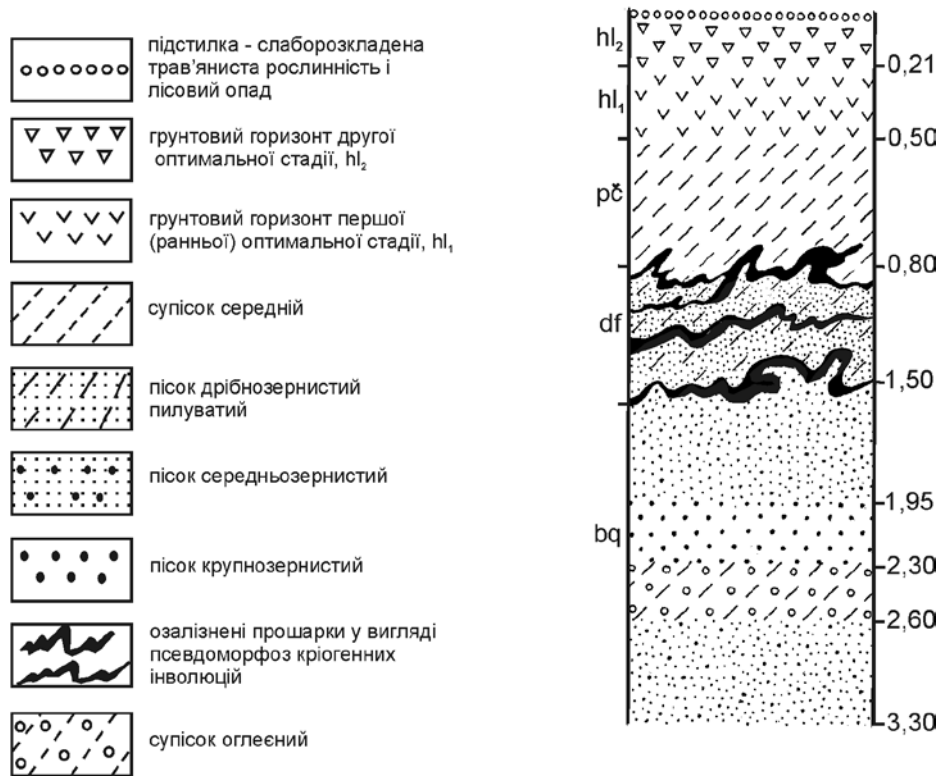 підстилка - слаборозкладена
трав’яниста рослинність і
лісовий опад
грунтовий горизонт другої
оптимальної стадії, hl₂
грунтовий горизонт першої
(ранньої) оптимальної стадії, hl₁
супісок середній
пісок дрібнозернистий
пилуватий
пісок середньозернистий
пісок крупнозернистий
озалізнені прошарки у вигляді
псевдоморфоз кріогенних
інволюцій
супісок оглеєний
hl₂
0,21
hl₁
0,50
pč
0,80
df
1,50
1,95
bq
2,30
2,60
3,30